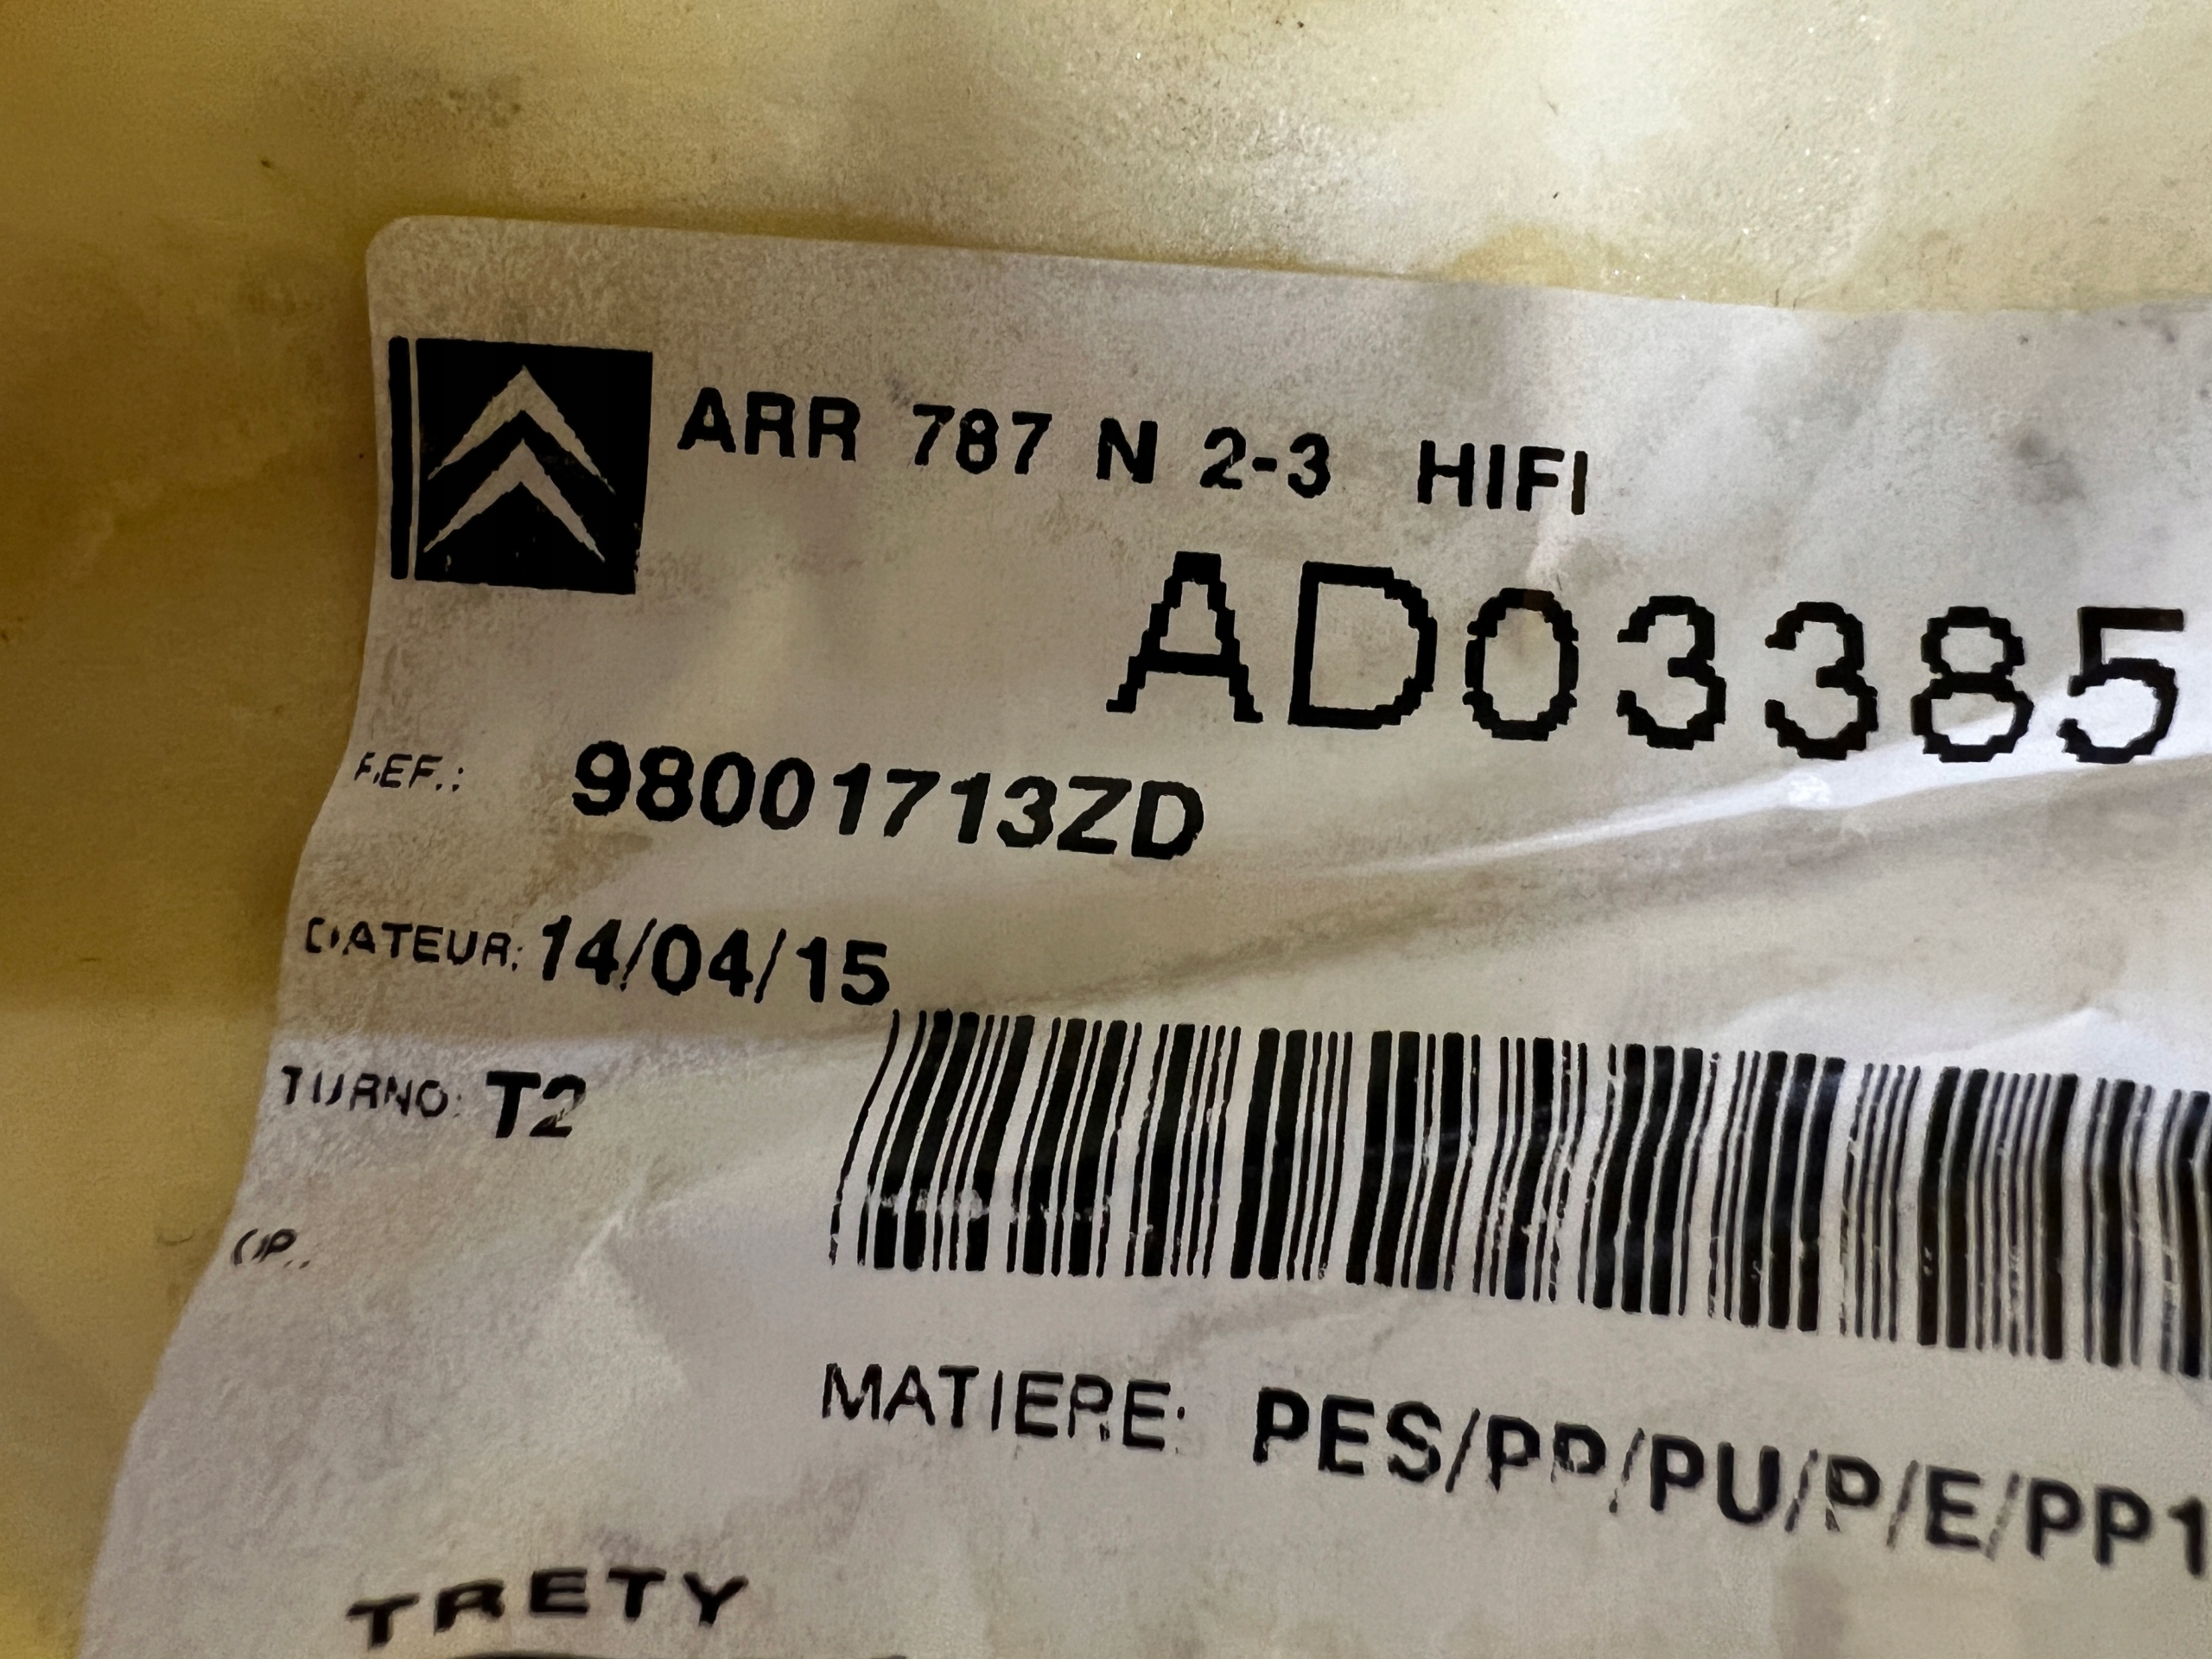 ARR 787 N 2-3 HIFI
AD03385
REF.: 98001713ZD
DATEUR: 14/04/15
TURNO: T2
OP.:
MATIERE: PES/PP/PU/P/E/PP1
TRETY